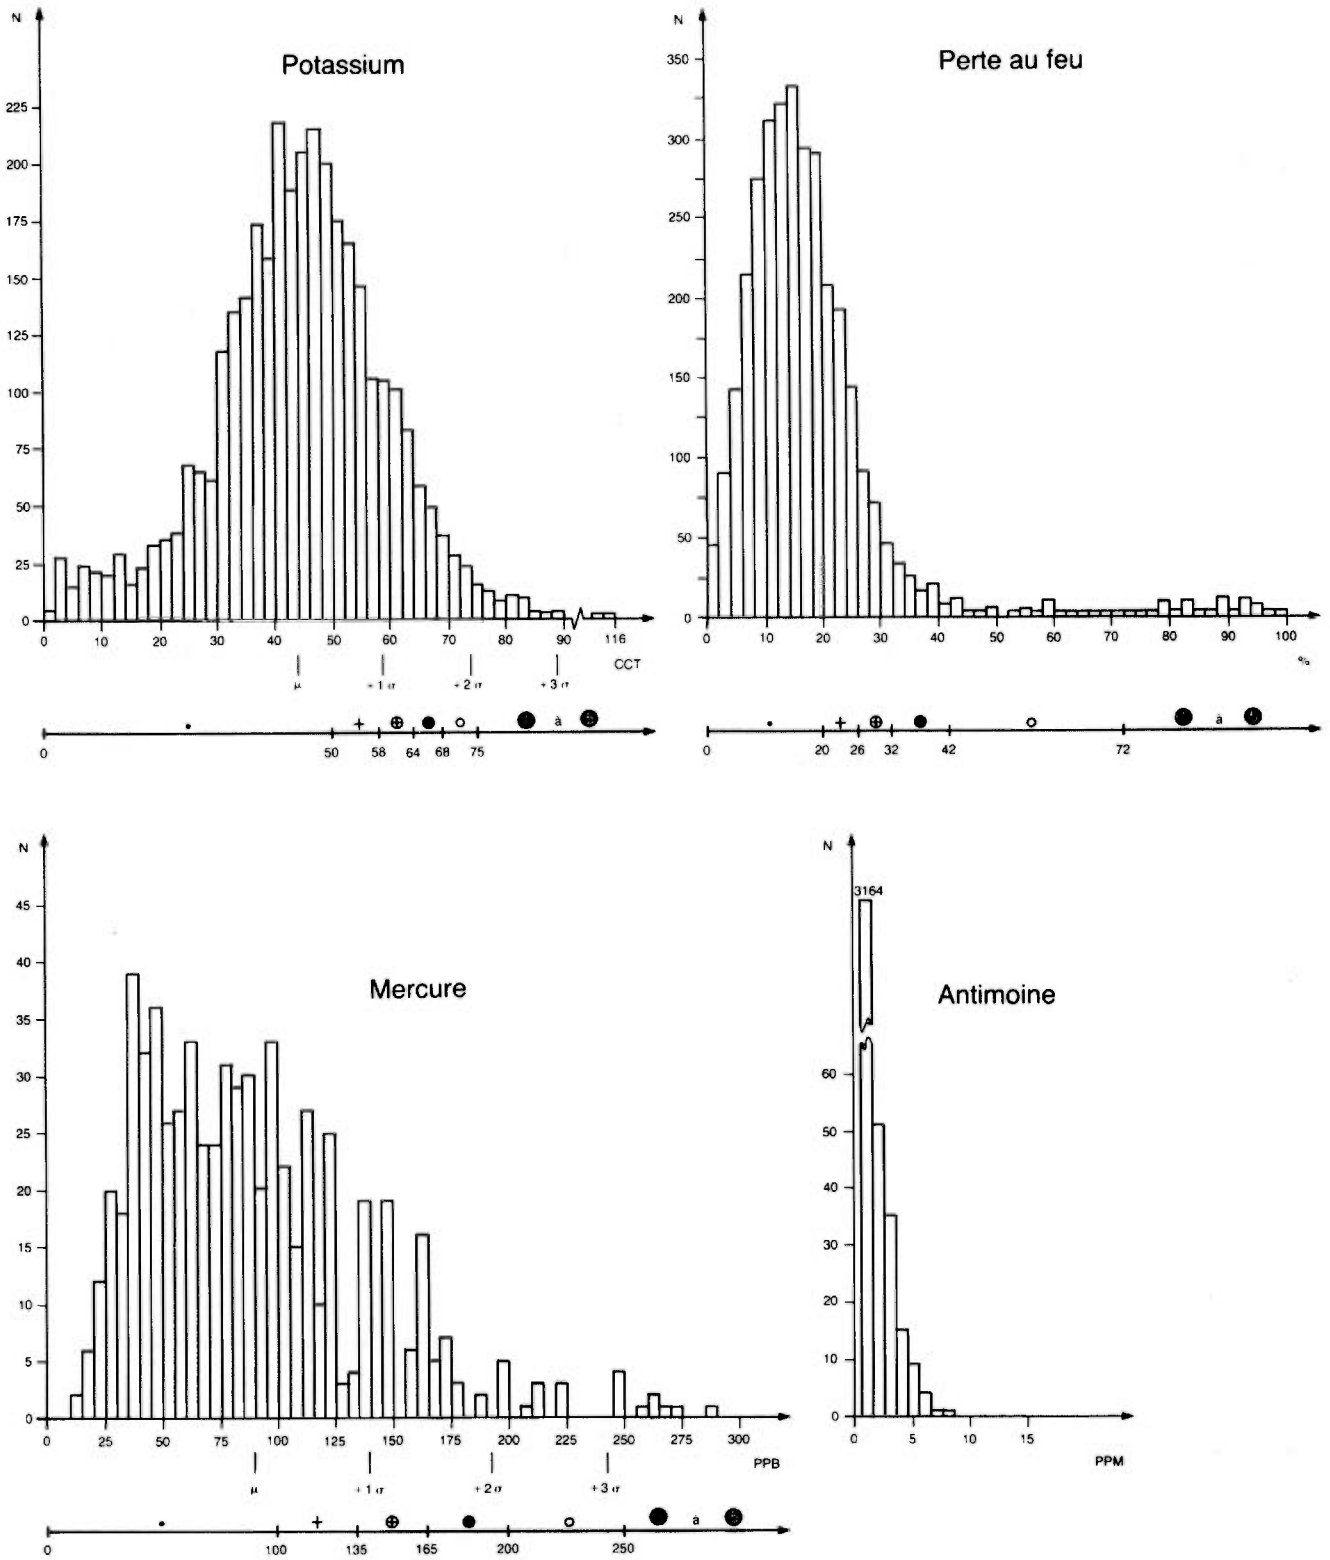 N
Potassium
225
200
175
150
125
100
75
50
25
0
0 10 20 30 40 50 60 70 80 90 116
CCT
μ +1 σ +2 σ +3 σ
à
0 50 58 64 68 75
N
Perte au feu
350
300
250
200
150
100
50
0
0 10 20 30 40 50 60 70 80 90 100
%
à
0 20 26 32 42 72
N
Mercure
45
40
35
30
25
20
15
10
5
0
0 25 50 75 100 125 150 175 200 225 250 275 300
PPB
μ +1 σ +2 σ +3 σ
à
0 100 135 165 200 250
N
3164
Antimoine
60
50
40
30
20
10
0
0 5 10 15
PPM